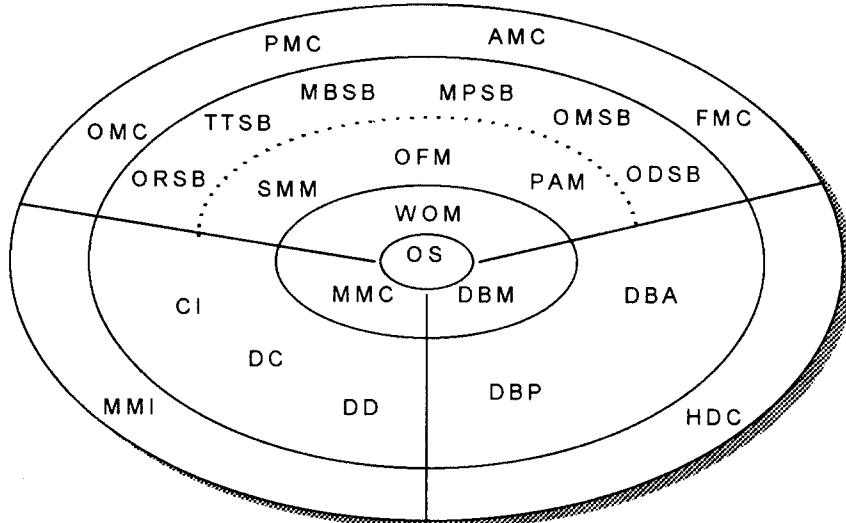 PMC
AMC
MBSB
MPSB
OMC
TTSB
OMSB
FMC
ORSB
SMM
OFM
PAM
ODSB
WOM
OS
CI
MMC
DBM
DBA
DC
MMI
DD
DBP
HDC